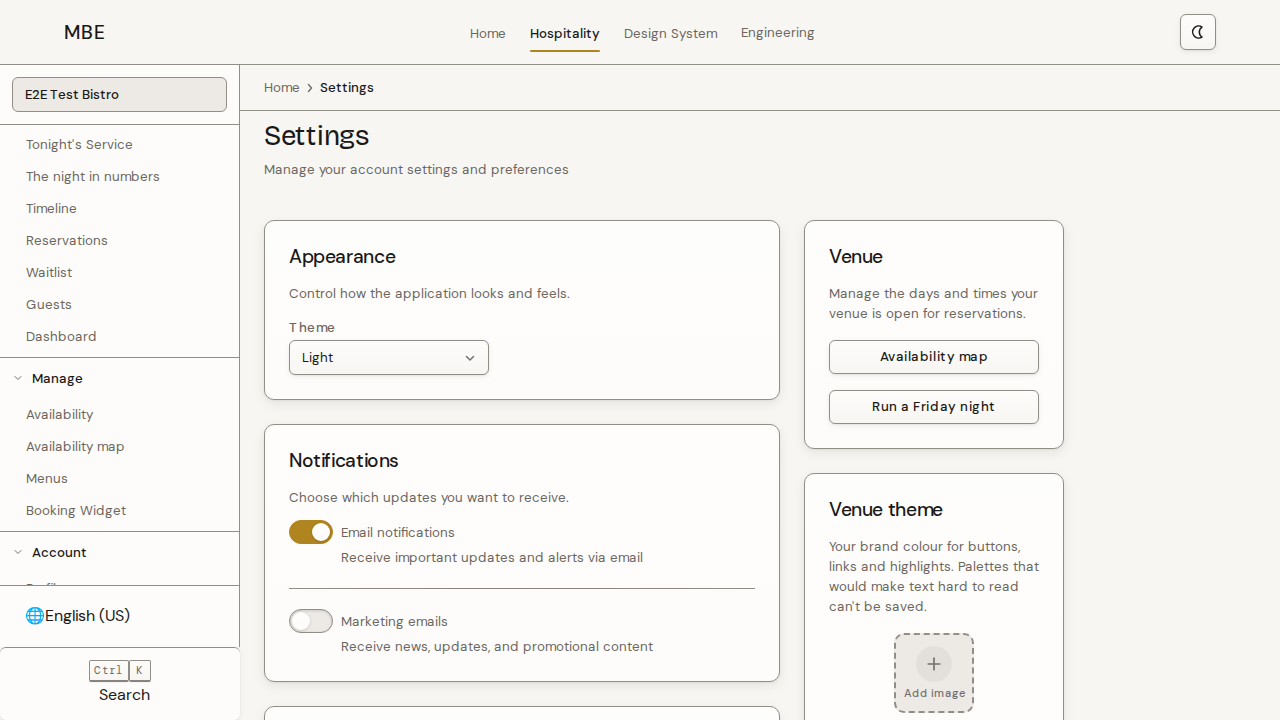 MBE
Home
Hospitality
Design System
Engineering
E2E Test Bistro
Tonight's Service
The night in numbers
Timeline
Reservations
Waitlist
Guests
Dashboard
Manage
Availability
Availability map
Menus
Booking Widget
Account
English (US)
Ctrl K
Search
Home > Settings
Settings
Manage your account settings and preferences
Appearance
Control how the application looks and feels.
Theme
Light
Notifications
Choose which updates you want to receive.
Email notifications
Receive important updates and alerts via email
Marketing emails
Receive news, updates, and promotional content
Venue
Manage the days and times your
venue is open for reservations.
Availability map
Run a Friday night
Venue theme
Your brand colour for buttons,
links and highlights. Palettes that
would make text hard to read
can't be saved.
Add image